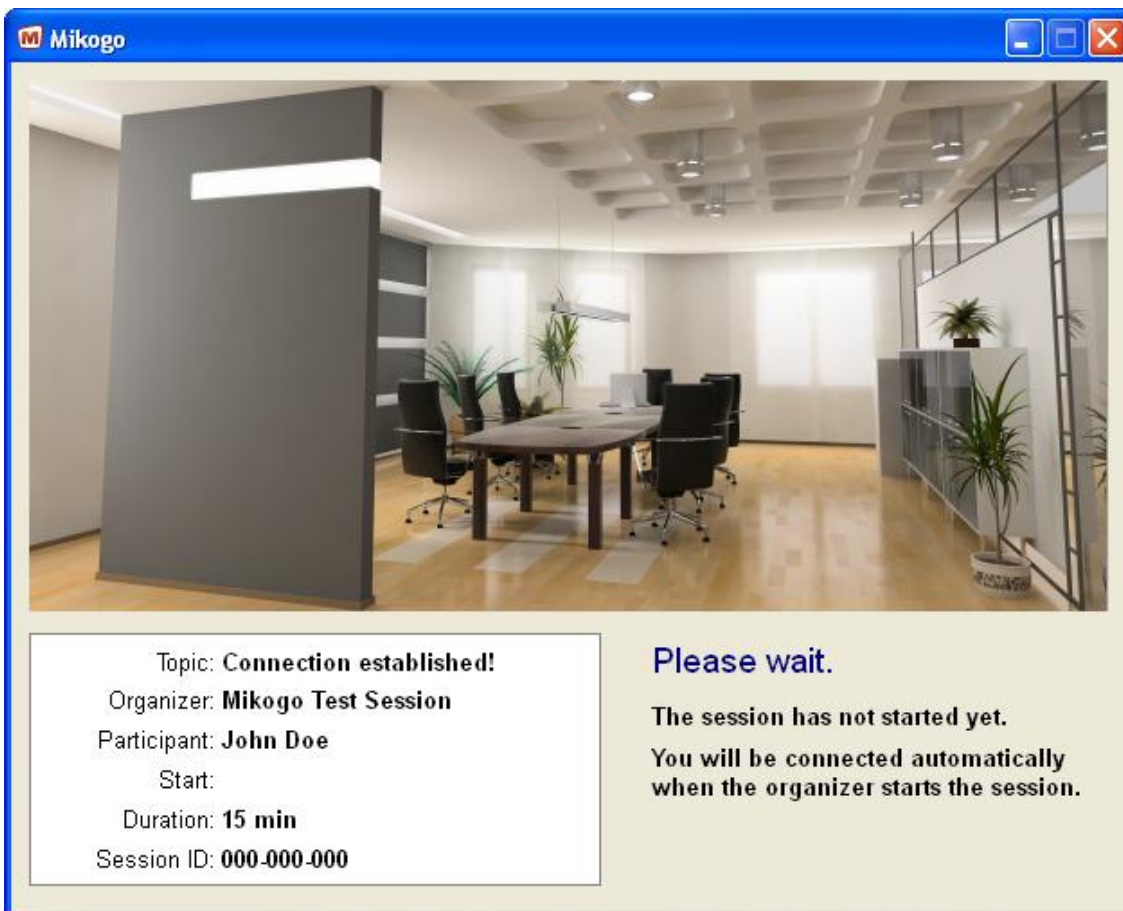 Mikogo
Topic: Connection established!
Organizer: Mikogo Test Session
Participant: John Doe
Start:
Duration: 15 min
Session ID: 000-000-000
Please wait.
The session has not started yet.
You will be connected automatically
when the organizer starts the session.